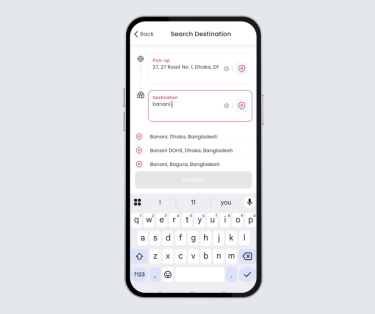 Back Search Destination
Pick-up
27, 27 Road No. 1, Dhaka, Dh
Destination
banani
Banani, Dhaka, Bangladesh
Banani DOHS, Dhaka, Bangladesh
Banani, Bogura, Bangladesh
Confirm
I 11 you
q w e r t y u i o p
a s d f g h j k l
z x c v b n m
?123 , .